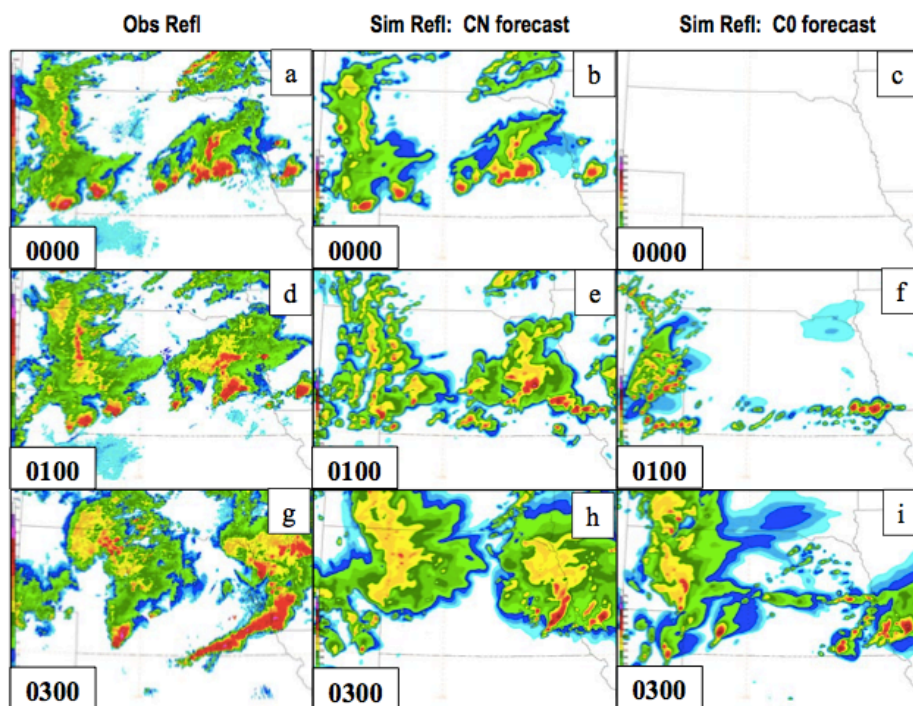 Obs Refl Sim Refl: CN forecast Sim Refl: C0 forecast
a b c
0000 0000 0000
d e f
0100 0100 0100
g h i
0300 0300 0300